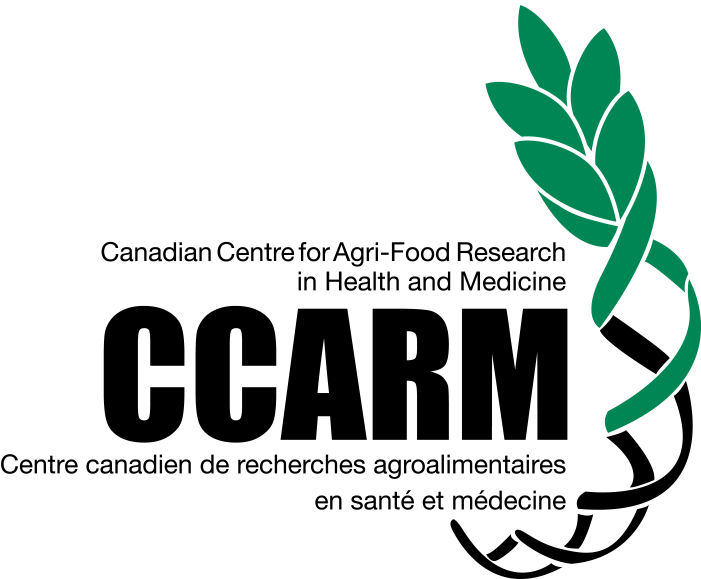 Canadian Centre for Agri-Food Research
in Health and Medicine
CCARM
Centre canadien de recherches agroalimentaires
en santé et médecine